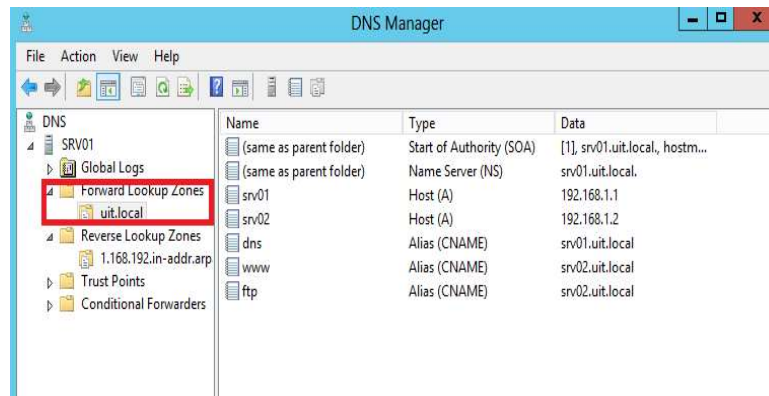 DNS Manager
File Action View Help
DNS
SRV01
Global Logs
Forward Lookup Zones
uit.local
Reverse Lookup Zones
1.168.192.in-addr.arp
Trust Points
Conditional Forwarders
Name Type Data
(same as parent folder) Start of Authority (SOA) [1], srv01.uit.local., hostm...
(same as parent folder) Name Server (NS) srv01.uit.local.
srv01 Host (A) 192.168.1.1
srv02 Host (A) 192.168.1.2
dns Alias (CNAME) srv01.uit.local
www Alias (CNAME) srv02.uit.local
ftp Alias (CNAME) srv02.uit.local